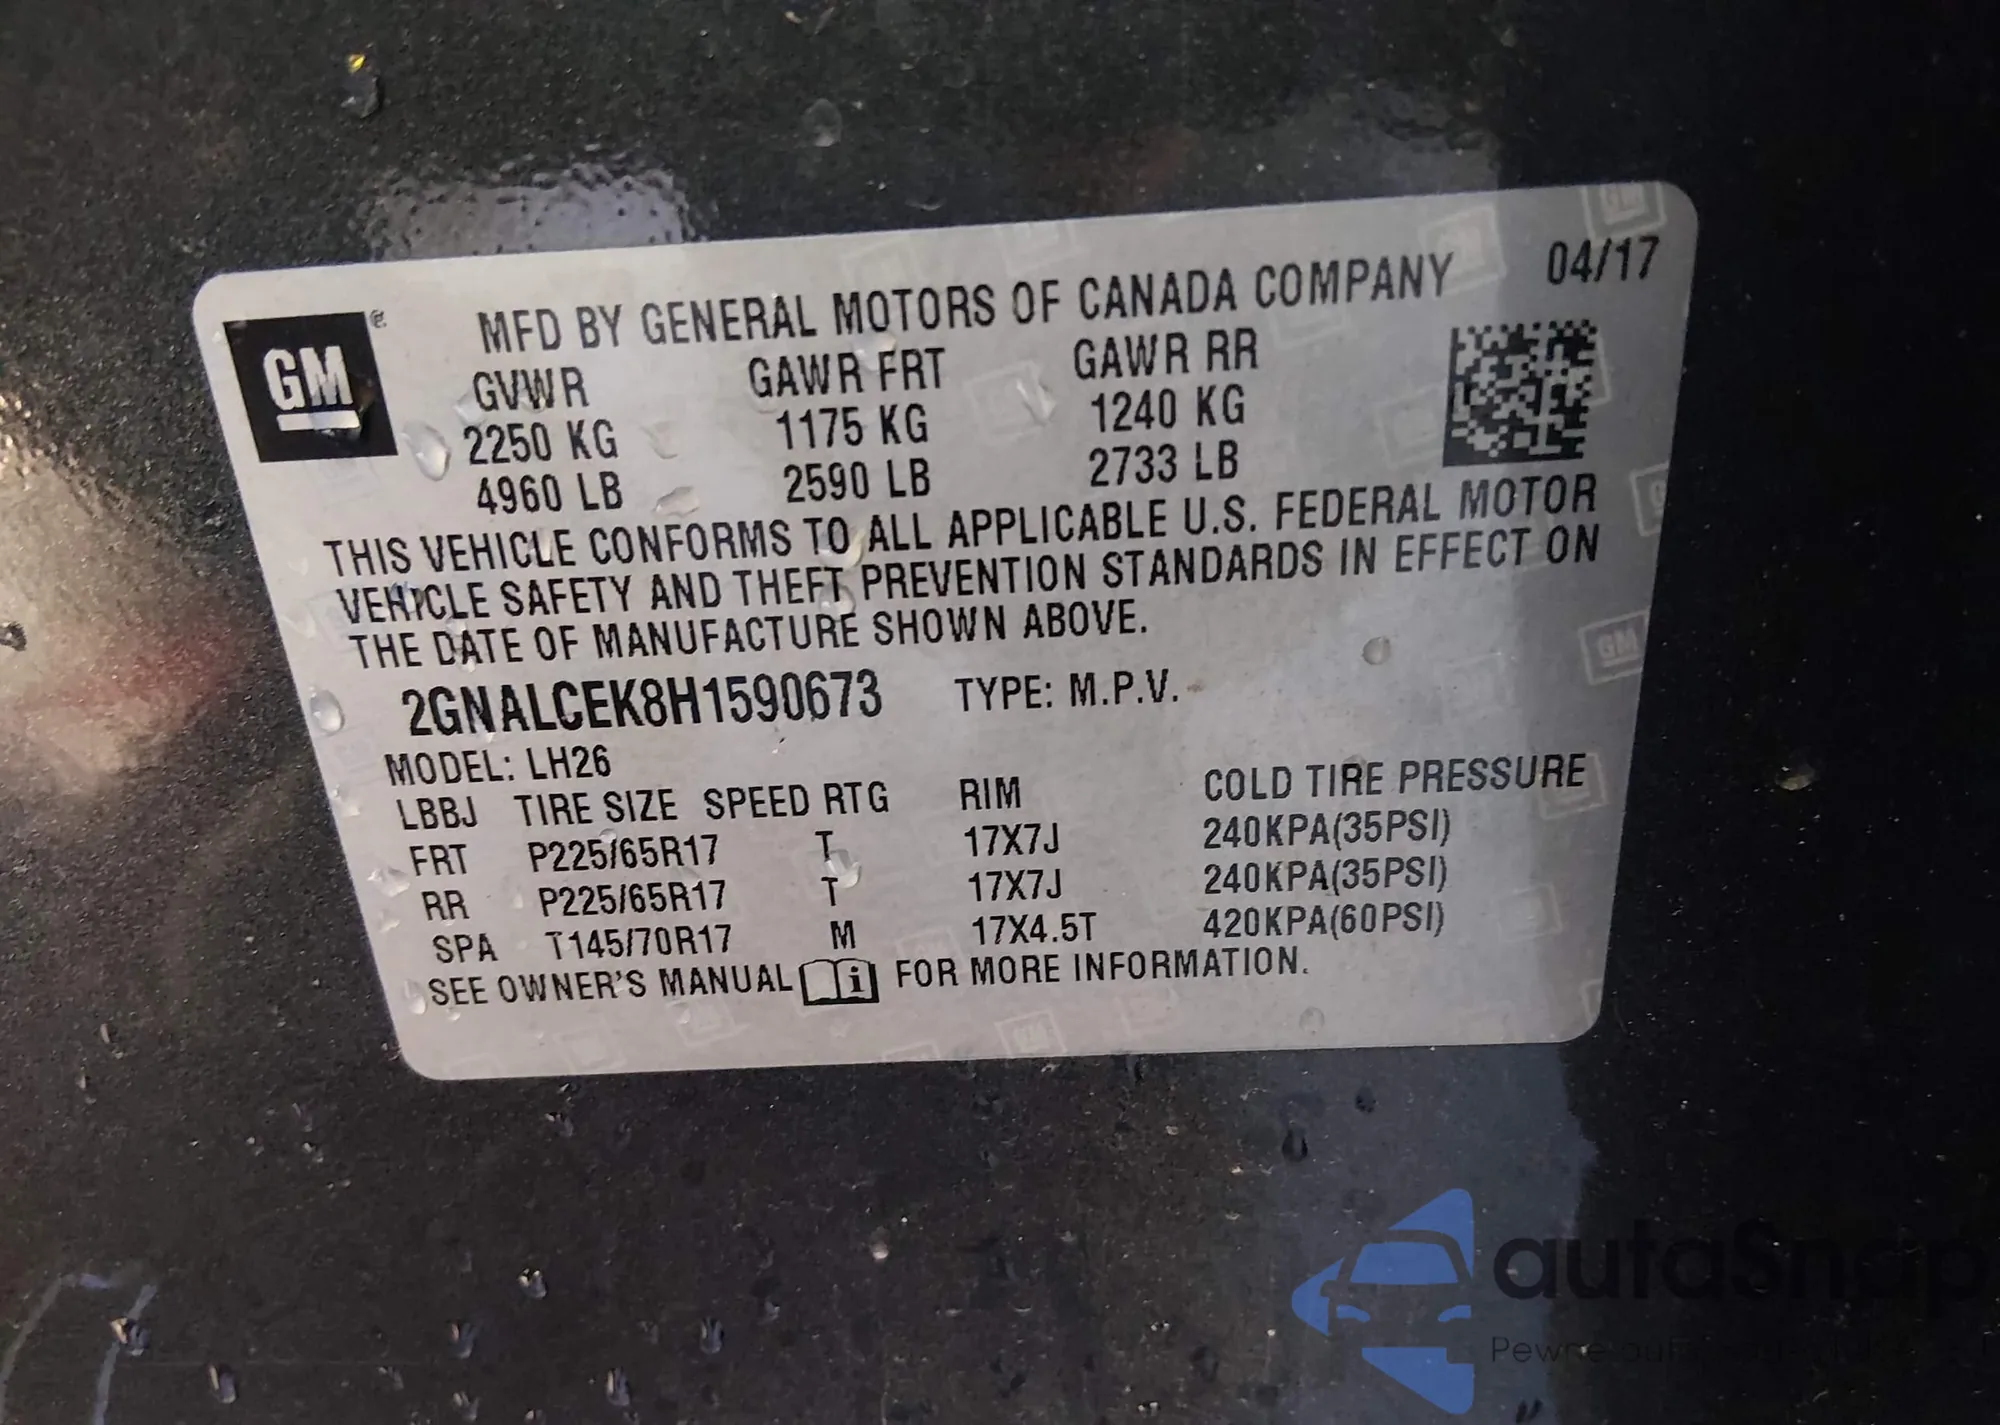 GM
MFD BY GENERAL MOTORS OF CANADA COMPANY 04/17
GVWR GAWR FRT GAWR RR
2250 KG 1175 KG 1240 KG
4960 LB 2590 LB 2733 LB
THIS VEHICLE CONFORMS TO ALL APPLICABLE U.S. FEDERAL MOTOR
VEHICLE SAFETY AND THEFT PREVENTION STANDARDS IN EFFECT ON
THE DATE OF MANUFACTURE SHOWN ABOVE.
2GNALCEK8H1590673 TYPE: M.P.V.
MODEL: LH26
LBBJ TIRE SIZE SPEED RTG RIM COLD TIRE PRESSURE
FRT P225/65R17 T 17X7J 240KPA(35PSI)
RR P225/65R17 T 17X7J 240KPA(35PSI)
SPA T145/70R17 M 17X4.5T 420KPA(60PSI)
SEE OWNER'S MANUAL i FOR MORE INFORMATION.
autaSnap
Pewne